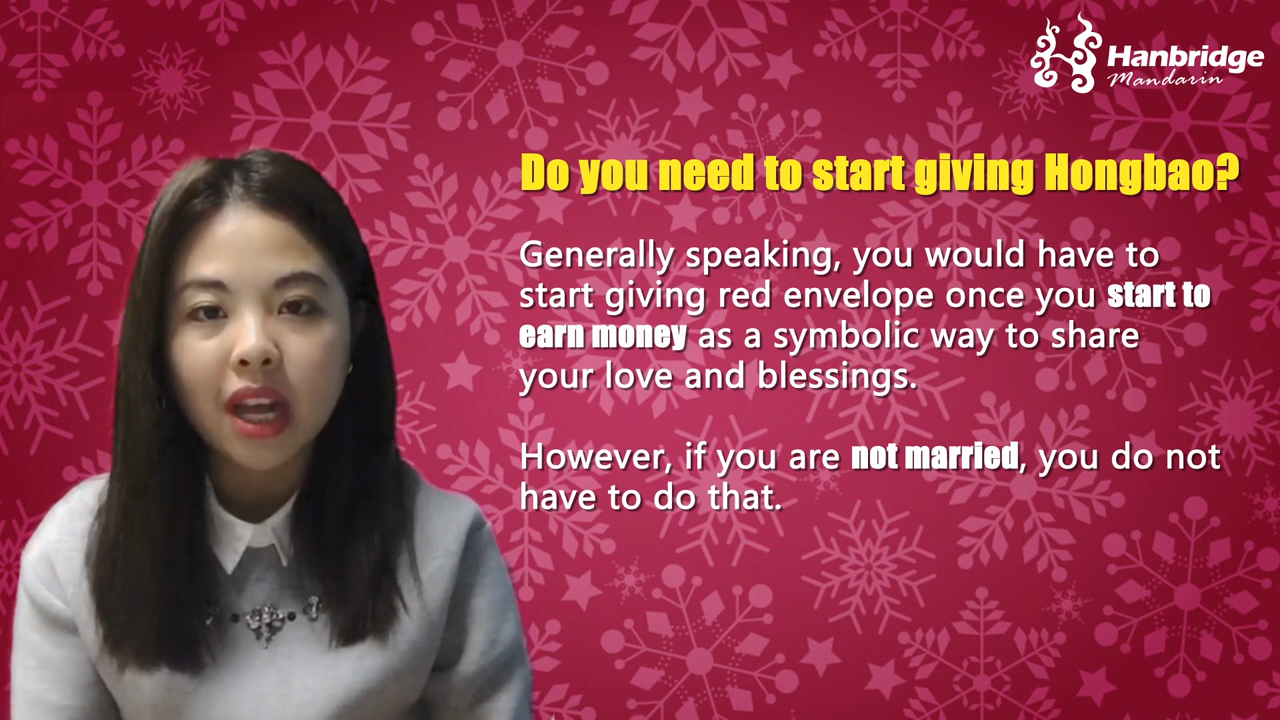 Hanbridge
Mandarin
Do you need to start giving Hongbao?
Generally speaking, you would have to
start giving red envelope once you start to
earn money as a symbolic way to share
your love and blessings.
However, if you are not married, you do not
have to do that.